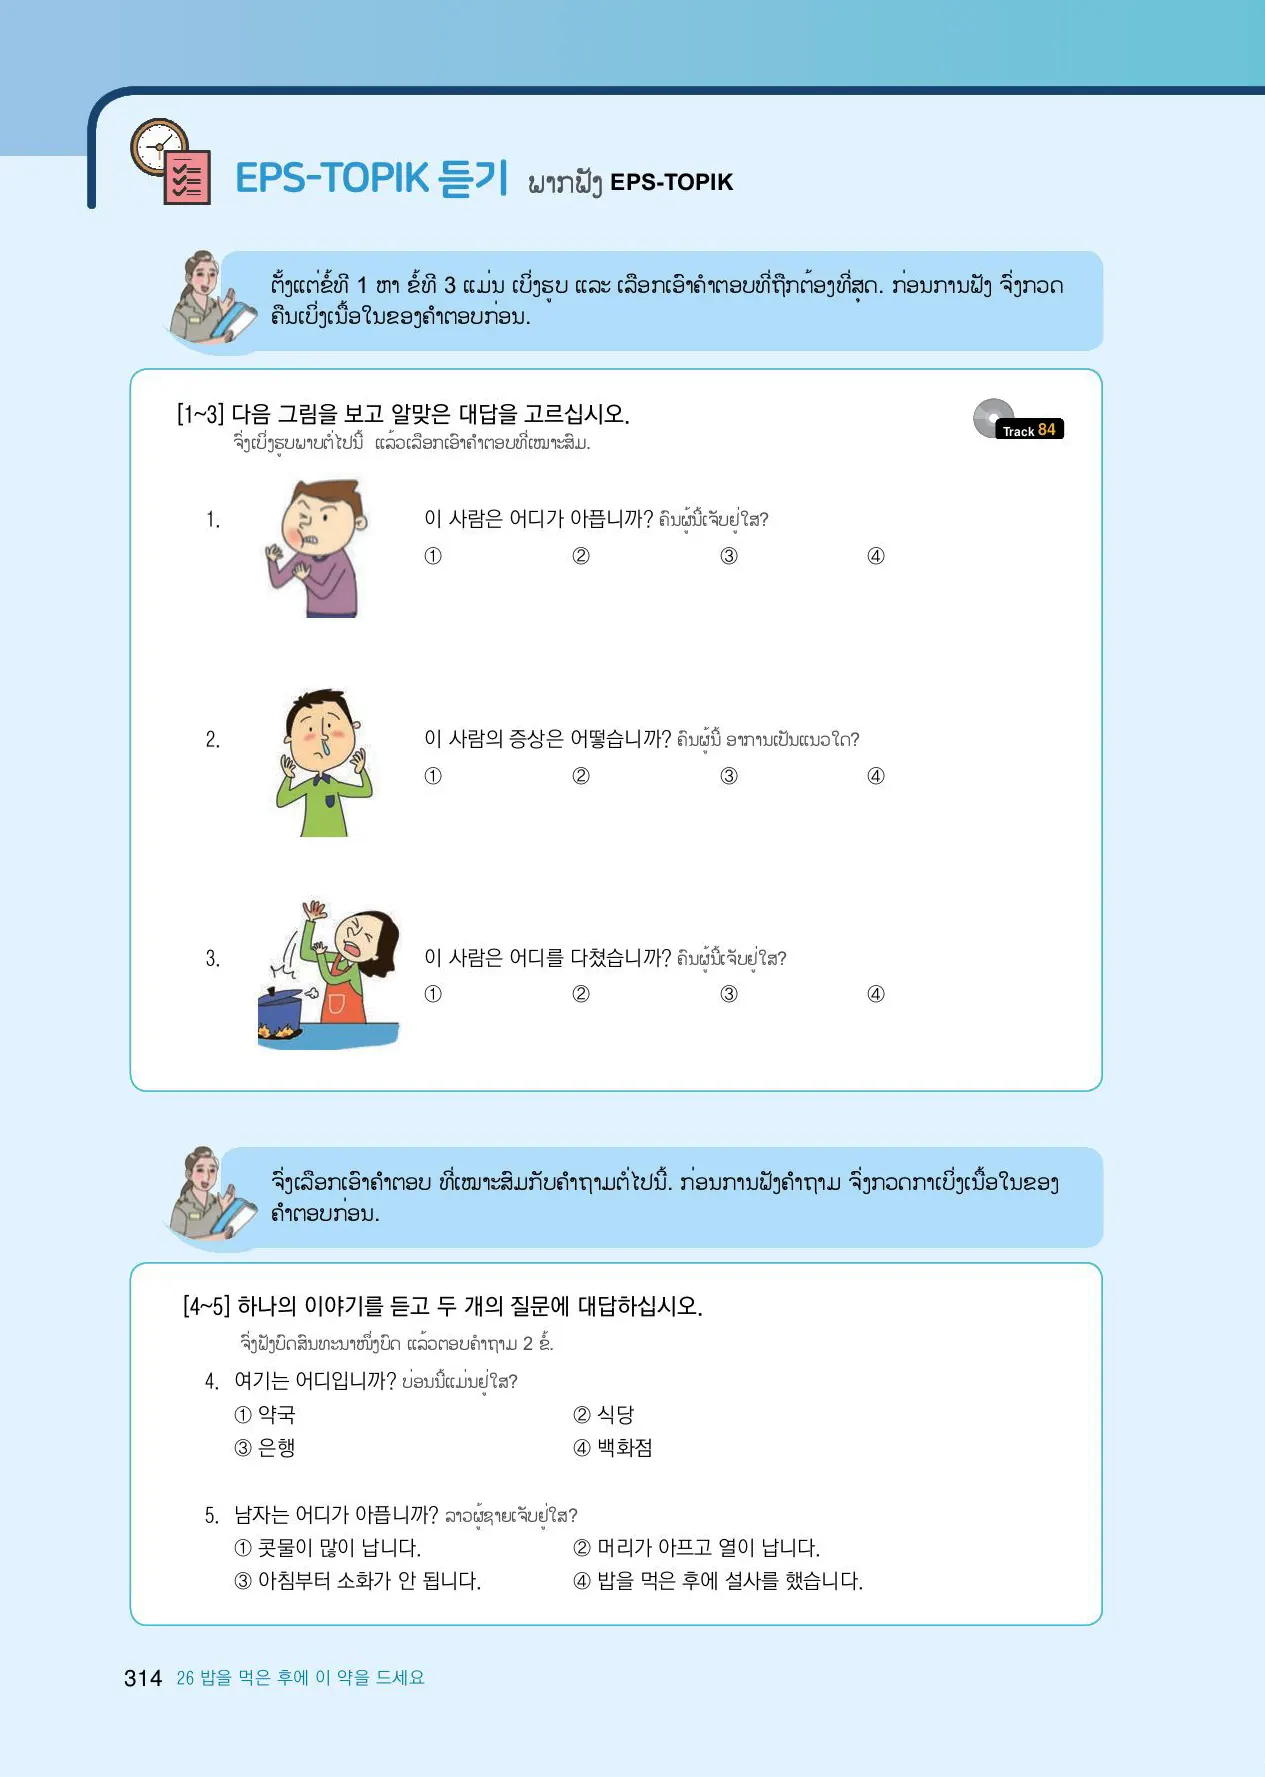 EPS-TOPIK 듣기 ພາກຟັງ EPS-TOPIK
ຕັ້ງແຕ່ຂໍ້ທີ 1 ຫາ ຂໍ້ທີ 3 ແມ່ນ ເບິ່ງຮູບ ແລະ ເລືອກເອົາຄຳຕອບທີ່ຖືກຕ້ອງທີ່ສຸດ. ກ່ອນການຟັງ ຈົ່ງກວດ
ຄືນເບິ່ງເນື້ອໃນຂອງຄຳຕອບກ່ອນ.
[1~3] 다음 그림을 보고 알맞은 대답을 고르십시오.
Track 84
ຈົ່ງເບິ່ງຮູບພາບຕໍ່ໄປນີ້ ແລ້ວເລືອກເອົາຄຳຕອບທີ່ເໝາະສົມ.
1. 이 사람은 어디가 아픕니까? ຄົນຜູ້ນີ້ເຈັບຢູ່ໃສ?
① ② ③ ④
2. 이 사람의 증상은 어떻습니까? ຄົນຜູ້ນີ້ ອາການເປັນແນວໃດ?
① ② ③ ④
3. 이 사람은 어디를 다쳤습니까? ຄົນຜູ້ນີ້ເຈັບຢູ່ໃສ?
① ② ③ ④
ຈົ່ງເລືອກເອົາຄຳຕອບ ທີ່ເໝາະສົມກັບຄຳຖາມຕໍ່ໄປນີ້. ກ່ອນການຟັງຄຳຖາມ ຈົ່ງກວດກາເບິ່ງເນື້ອໃນຂອງ
ຄຳຕອບກ່ອນ.
[4~5] 하나의 이야기를 듣고 두 개의 질문에 대답하십시오.
ຈົ່ງຟັງບົດສົນທະນາໜຶ່ງບົດ ແລ້ວຕອບຄຳຖາມ 2 ຂໍ້.
4. 여기는 어디입니까? ບ່ອນນີ້ແມ່ນຢູ່ໃສ?
① 약국 ② 식당
③ 은행 ④ 백화점
5. 남자는 어디가 아픕니까? ລາວຜູ້ຊາຍເຈັບຢູ່ໃສ?
① 콧물이 많이 납니다. ② 머리가 아프고 열이 납니다.
③ 아침부터 소화가 안 됩니다. ④ 밥을 먹은 후에 설사를 했습니다.
314 26 밥을 먹은 후에 이 약을 드세요